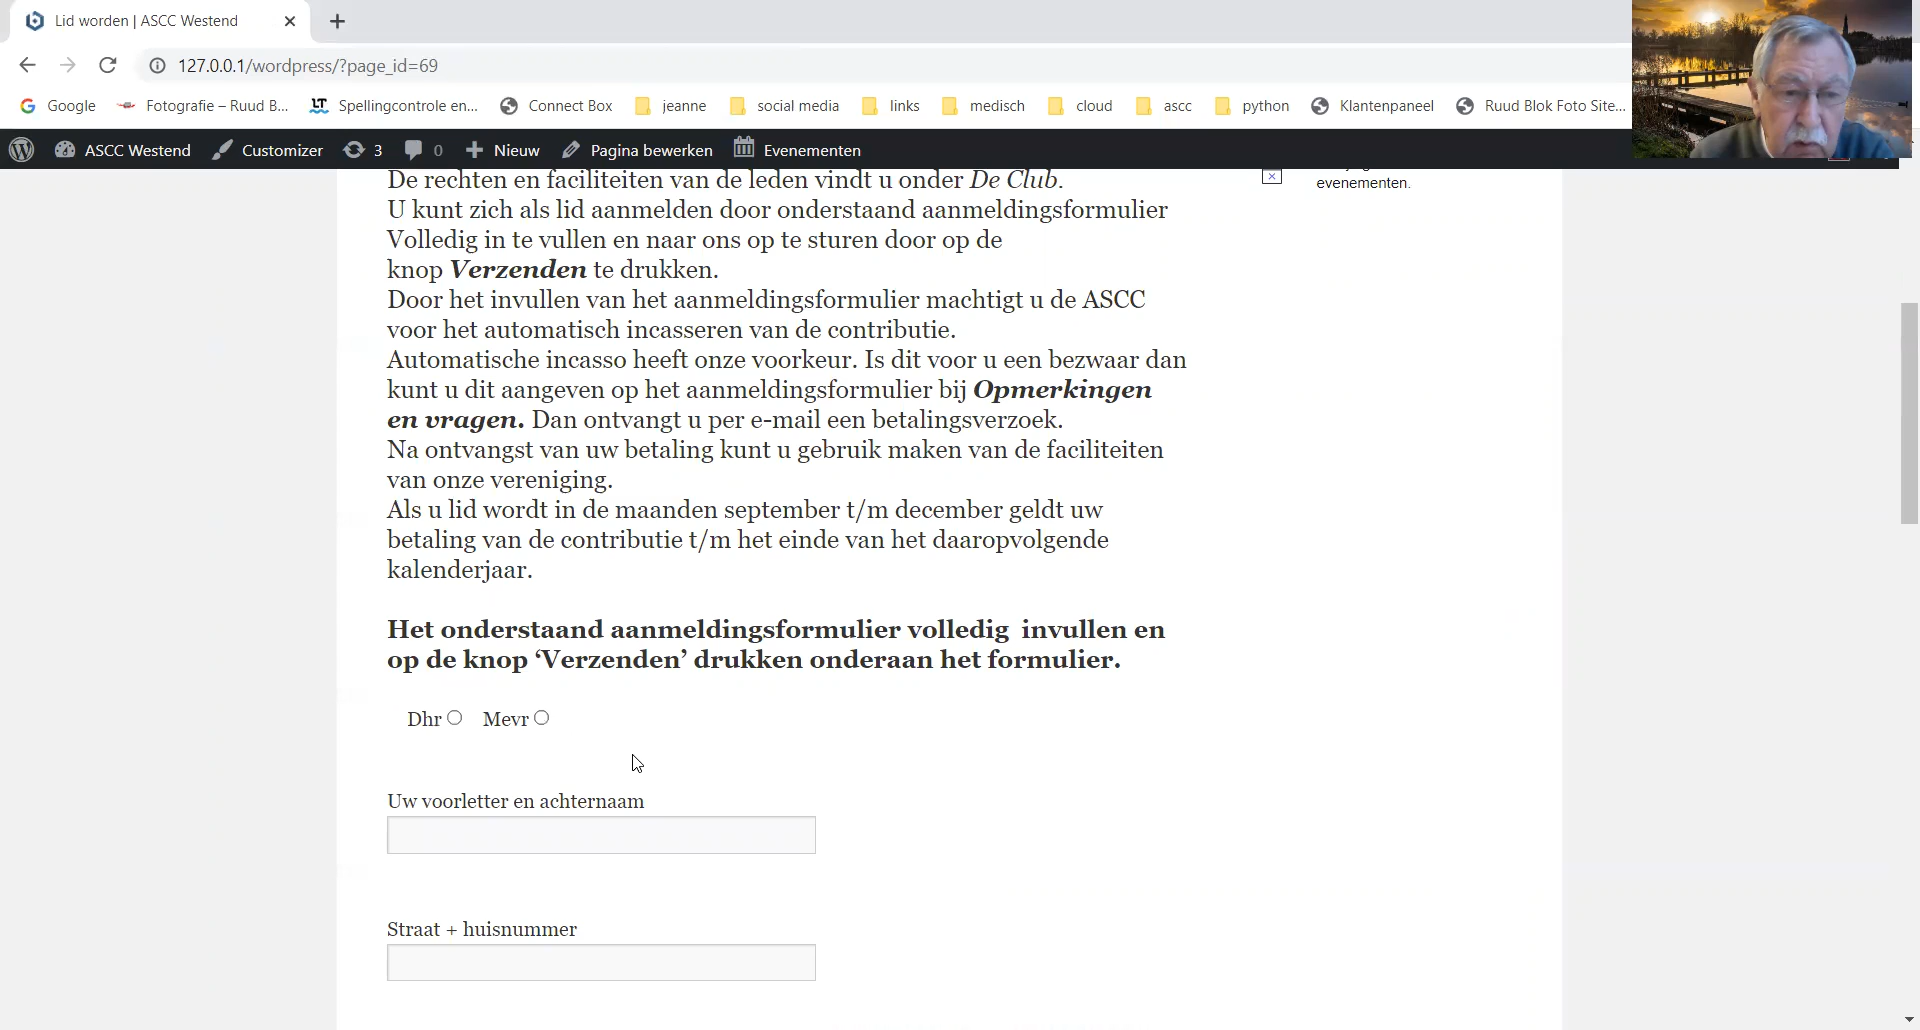 Lid worden | ASCC Westend
127.0.0.1/wordpress/?page_id=69
Google Fotografie – Ruud B... Spellingcontrole en... Connect Box jeanne social media links medisch cloud ascc python Klantenpaneel Ruud Blok Foto Site...
ASCC Westend Customizer 3 0 Nieuw Pagina bewerken Evenementen
De rechten en faciliteiten van de leden vindt u onder De Club.
evenementen.
U kunt zich als lid aanmelden door onderstaand aanmeldingsformulier
Volledig in te vullen en naar ons op te sturen door op de
knop Verzenden te drukken.
Door het invullen van het aanmeldingsformulier machtigt u de ASCC
voor het automatisch incasseren van de contributie.
Automatische incasso heeft onze voorkeur. Is dit voor u een bezwaar dan
kunt u dit aangeven op het aanmeldingsformulier bij Opmerkingen
en vragen. Dan ontvangt u per e-mail een betalingsverzoek.
Na ontvangst van uw betaling kunt u gebruik maken van de faciliteiten
van onze vereniging.
Als u lid wordt in de maanden september t/m december geldt uw
betaling van de contributie t/m het einde van het daaropvolgende
kalenderjaar.
Het onderstaand aanmeldingsformulier volledig invullen en
op de knop ‘Verzenden’ drukken onderaan het formulier.
Dhr Mevr
Uw voorletter en achternaam
Straat + huisnummer